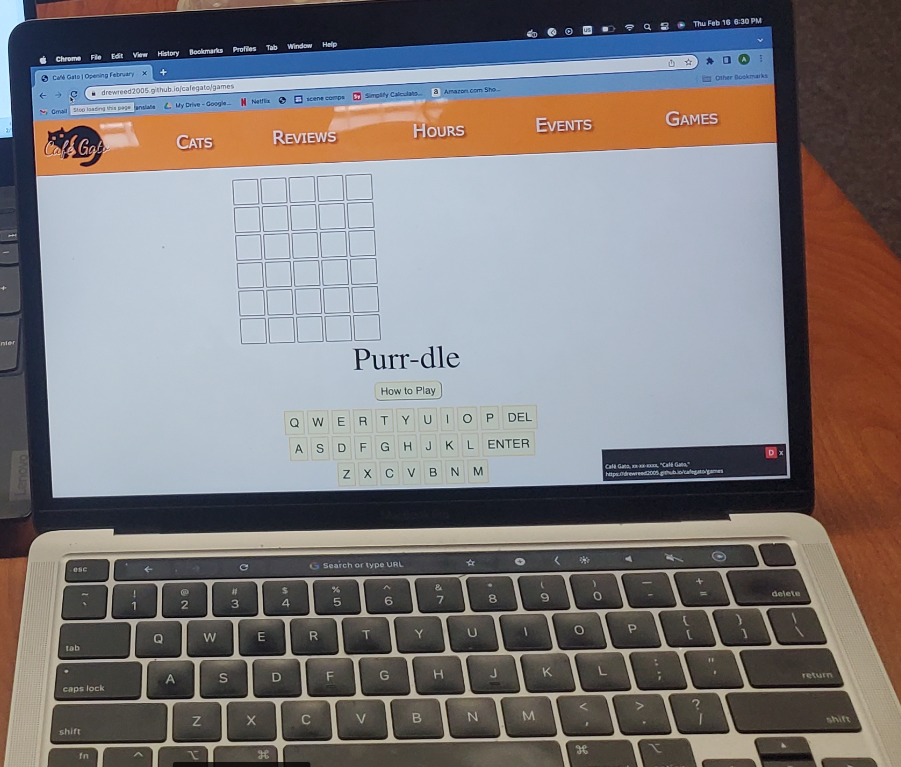 Thu Feb 16 6:30 PM
Chrome File Edit View History Bookmarks Profiles Tab Window Help
Café Gato | Opening February × +
drewreed2005.github.io/cafegato/games
Gmail Stop loading this page anslate My Drive - Google... Netflix scene comps Sy Simplify Calculato... a Amazon.com Sho... Other Bookmarks
Café Gato CATS REVIEWS HOURS EVENTS GAMES
Purr-dle
How to Play
Q W E R T Y U I O P DEL
A S D F G H J K L ENTER
Z X C V B N M
D x
Café Gato, xx-xx-xxxx, "Café Gato,"
https://drewreed2005.github.io/cafegato/games
Lenovo
esc Search or type URL
~ ! @ # $ % ^ & * ( ) — +
` 1 2 3 4 5 6 7 8 9 0 - = delete
tab Q W E R T Y U I O P { [ } ] | \
caps lock A S D F G H J K L : ; " ' return
shift Z X C V B N M < , > . ? / shift
fn ^ ⌥ ⌘ ⌘ ⌥